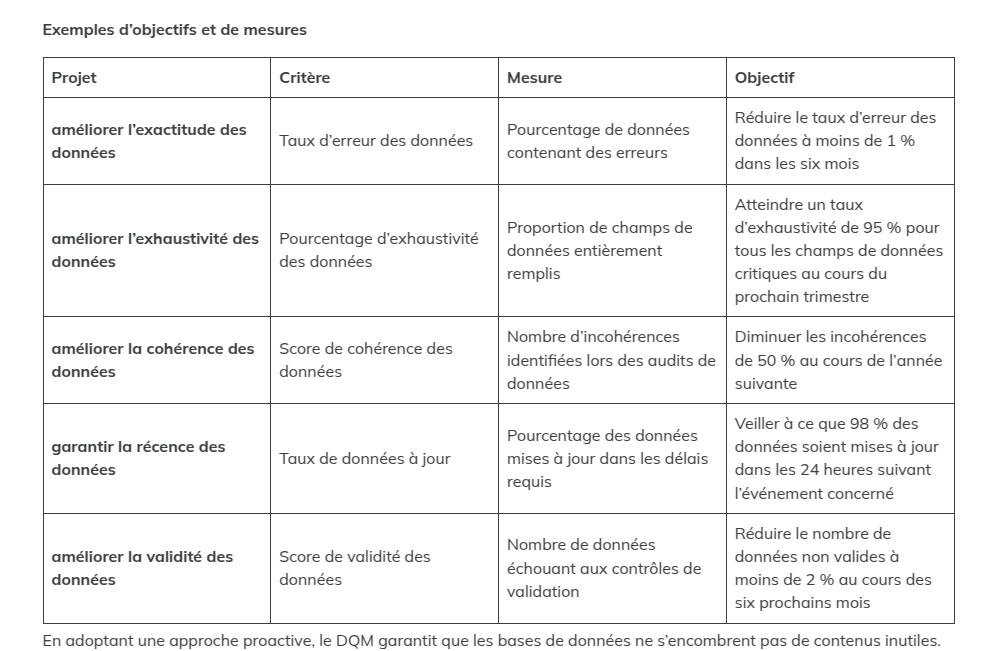 Exemples d’objectifs et de mesures
Projet
Critère
Mesure
Objectif
améliorer l’exactitude des
données
Taux d’erreur des données
Pourcentage de données
contenant des erreurs
Réduire le taux d’erreur des
données à moins de 1 %
dans les six mois
améliorer l’exhaustivité des
données
Pourcentage d’exhaustivité
des données
Proportion de champs de
données entièrement
remplis
Atteindre un taux
d’exhaustivité de 95 % pour
tous les champs de données
critiques au cours du
prochain trimestre
améliorer la cohérence des
données
Score de cohérence des
données
Nombre d’incohérences
identifiées lors des audits de
données
Diminuer les incohérences
de 50 % au cours de l’année
suivante
garantir la récence des
données
Taux de données à jour
Pourcentage des données
mises à jour dans les délais
requis
Veiller à ce que 98 % des
données soient mises à jour
dans les 24 heures suivant
l’événement concerné
améliorer la validité des
données
Score de validité des
données
Nombre de données
échouant aux contrôles de
validation
Réduire le nombre de
données non valides à
moins de 2 % au cours des
six prochains mois
En adoptant une approche proactive, le DQM garantit que les bases de données ne s’encombrent pas de contenus inutiles.